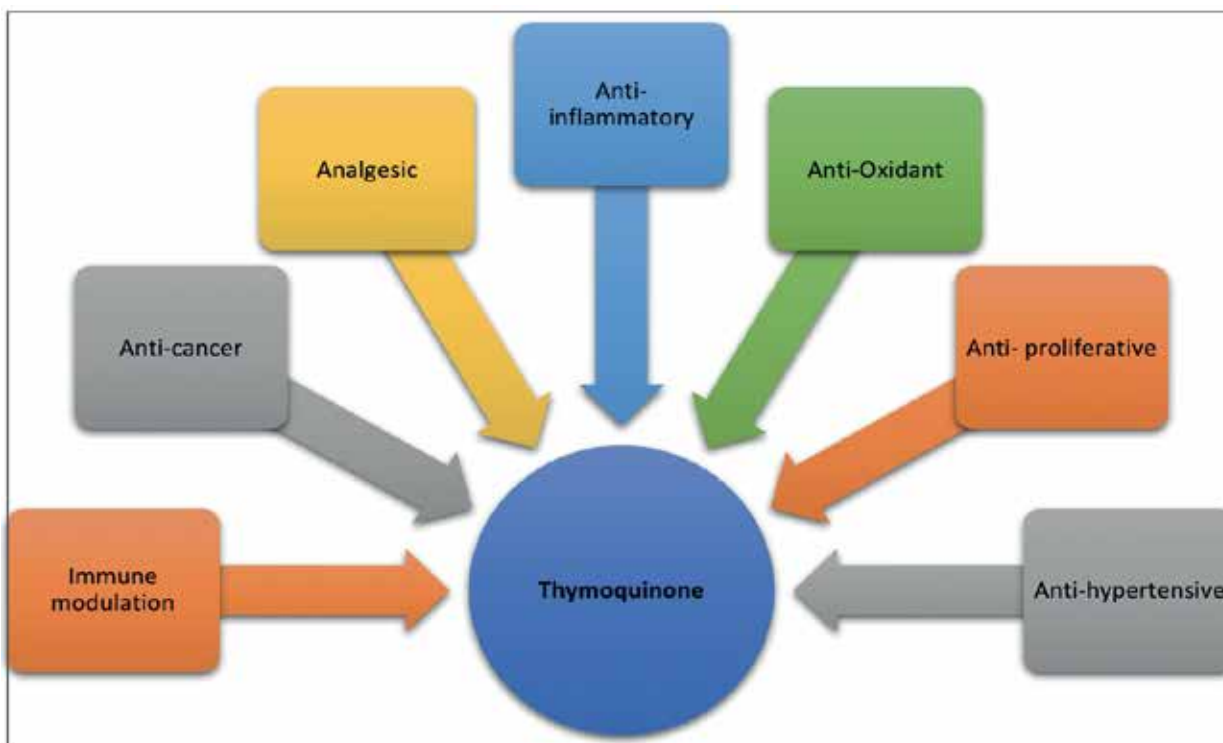 Anti-
inflammatory
Analgesic
Anti-Oxidant
Anti-cancer
Anti- proliferative
Immune
modulation
Thymoquinone
Anti-hypertensive